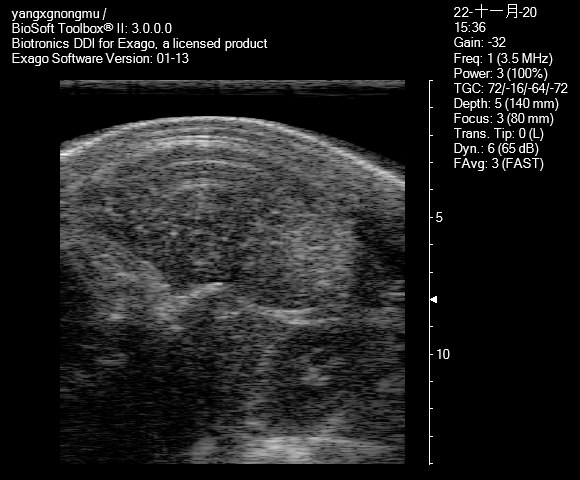 yangxgnongmu /
BioSoft Toolbox® II: 3.0.0.0
Biotronics DDI for Exago, a licensed product
Exago Software Version: 01-13
22-十一月-20
15:36
Gain: -32
Freq: 1 (3.5 MHz)
Power: 3 (100%)
TGC: 72/-16/-64/-72
Depth: 5 (140 mm)
Focus: 3 (80 mm)
Trans. Tip: 0 (L)
Dyn.: 6 (65 dB)
FAvg: 3 (FAST)
5
10